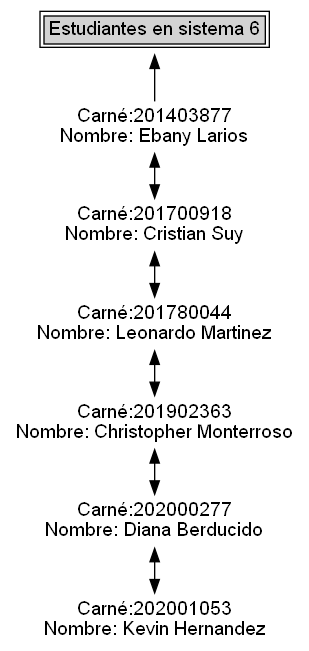 Estudiantes en sistema 6
Carné:201403877
Nombre: Ebany Larios
Carné:201700918
Nombre: Cristian Suy
Carné:201780044
Nombre: Leonardo Martinez
Carné:201902363
Nombre: Christopher Monterroso
Carné:202000277
Nombre: Diana Berducido
Carné:202001053
Nombre: Kevin Hernandez